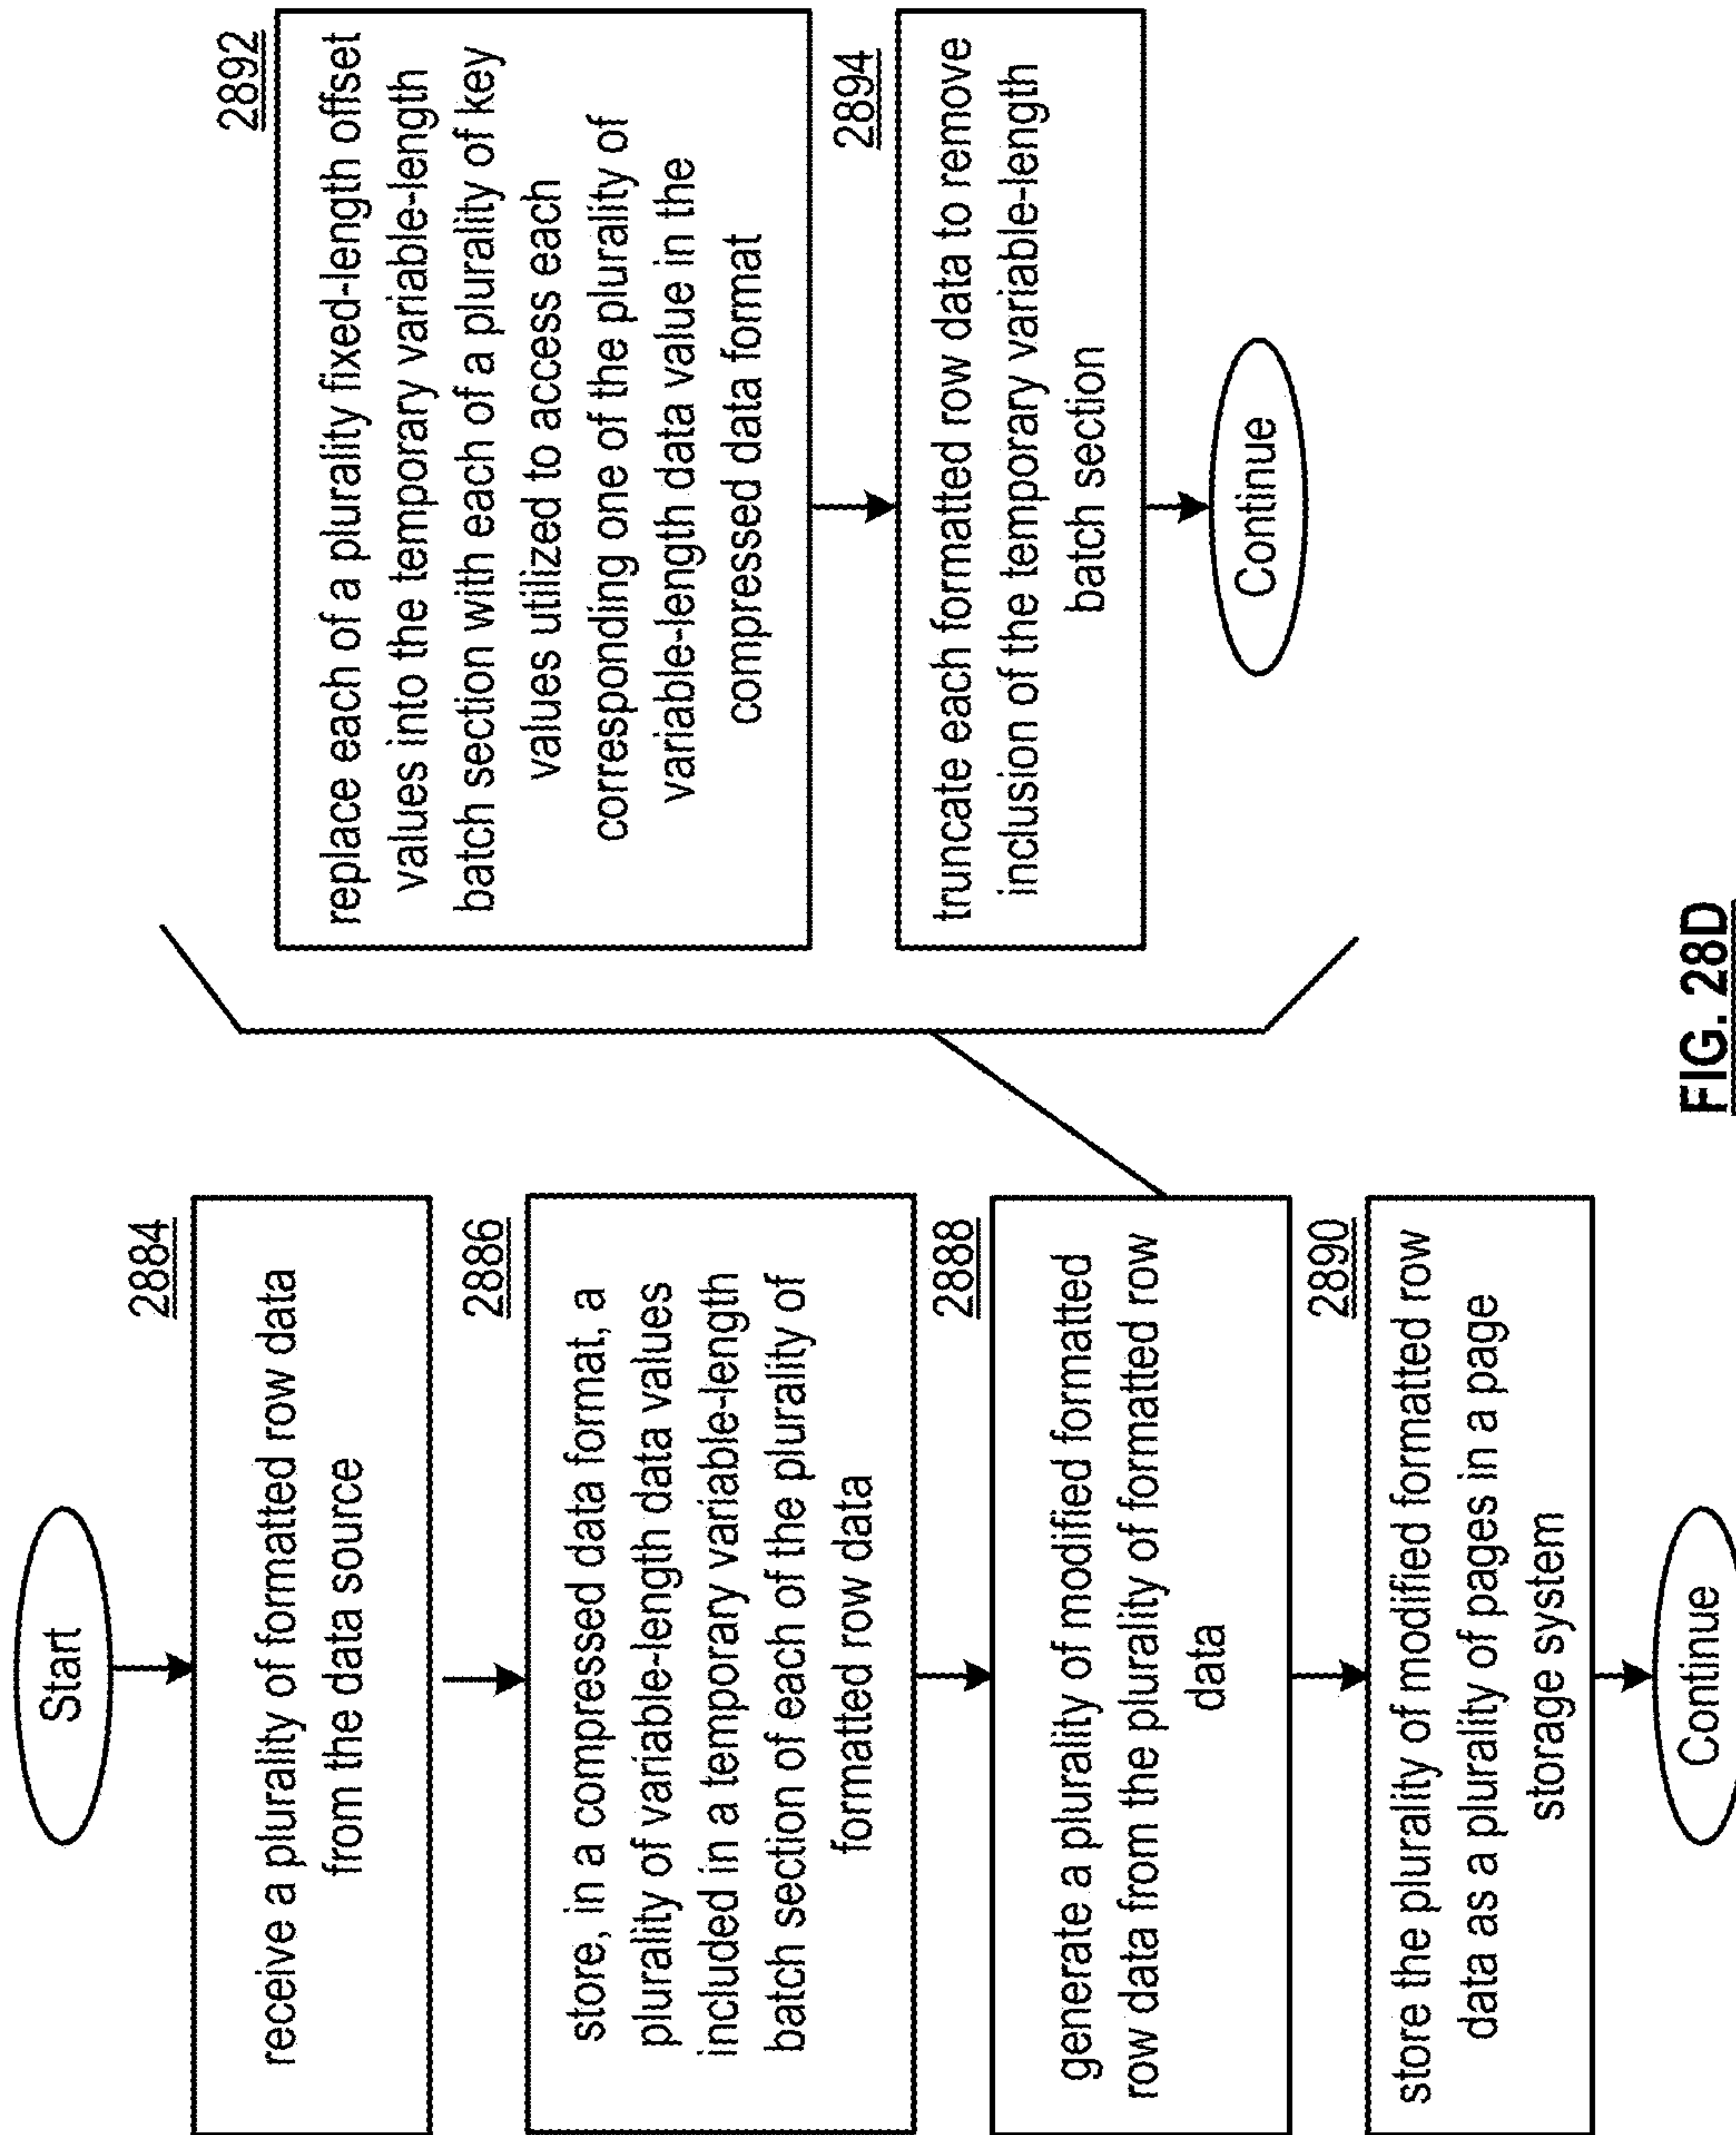 Start
2884
receive a plurality of formatted row data
from the data source
2886
store, in a compressed data format, a
plurality of variable-length data values
included in a temporary variable-length
batch section of each of the plurality of
formatted row data
2888
generate a plurality of modified formatted
row data from the plurality of formatted row
data
2890
store the plurality of modified formatted row
data as a plurality of pages in a page
storage system
Continue
2892
replace each of a plurality fixed-length offset
values into the temporary variable-length
batch section with each of a plurality of key
values utilized to access each
corresponding one of the plurality of
variable-length data value in the
compressed data format
2894
truncate each formatted row data to remove
inclusion of the temporary variable-length
batch section
Continue
FIG. 28D